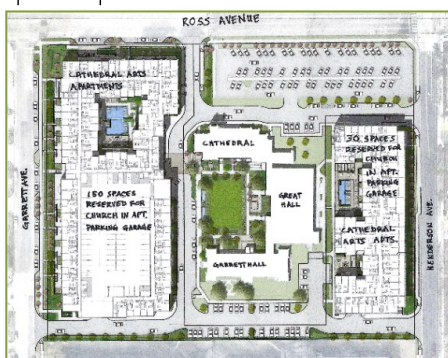 ROSS AVENUE
CATHEDRAL ARTS
APARTMENTS
150 SPACES
RESERVED FOR
CHURCH IN APT.
PARKING GARAGE
GARRETT AVE.
CATHEDRAL
GREAT
HALL
GARRETT HALL
30 SPACES
RESERVED FOR
CHURCH
IN APT.
PARKING
GARAGE
CATHEDRAL
ARTS APTS.
HENDERSON AVE.